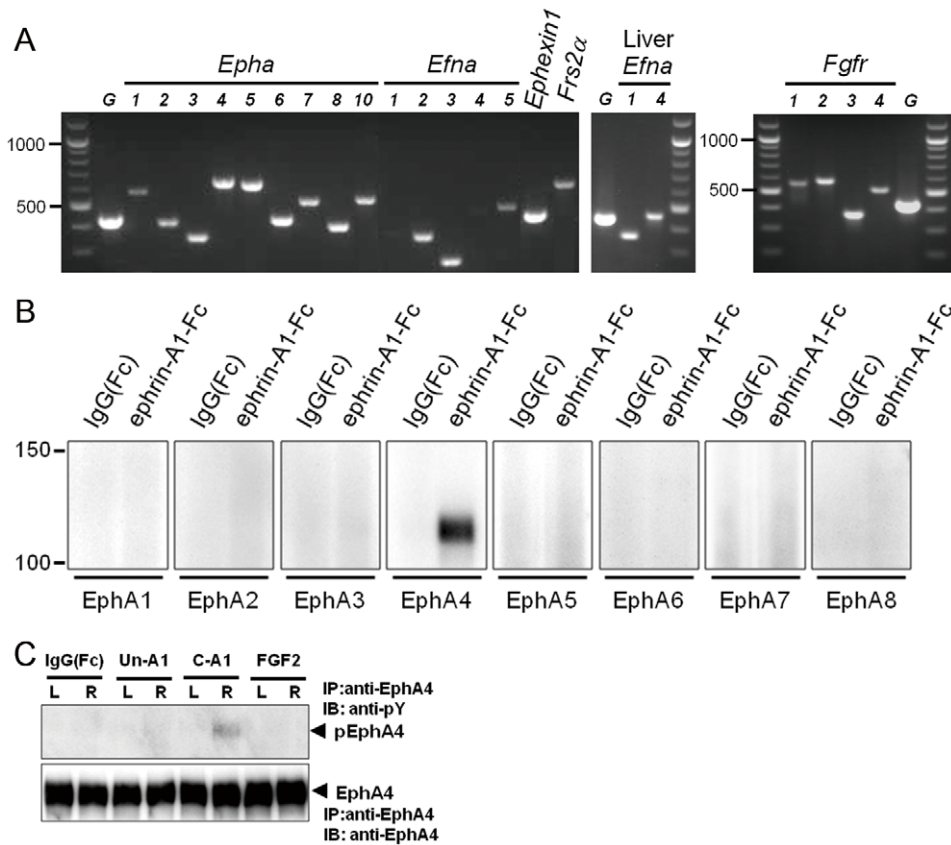 A
Epha
Efna
Ephexin1
Frs2α
Liver
Efna
Fgfr
G 1 2 3 4 5 6 7 8 10 1 2 3 4 5
G 1 4
1 2 3 4 G
1000
500
1000
500
B
IgG(Fc) ephrin-A1-Fc IgG(Fc) ephrin-A1-Fc IgG(Fc) ephrin-A1-Fc IgG(Fc) ephrin-A1-Fc IgG(Fc) ephrin-A1-Fc IgG(Fc) ephrin-A1-Fc IgG(Fc) ephrin-A1-Fc IgG(Fc) ephrin-A1-Fc
150
100
EphA1 EphA2 EphA3 EphA4 EphA5 EphA6 EphA7 EphA8
C
IgG(Fc) Un-A1 C-A1 FGF2
L R L R L R L R
IP:anti-EphA4
IB: anti-pY
pEphA4
EphA4
IP:anti-EphA4
IB: anti-EphA4